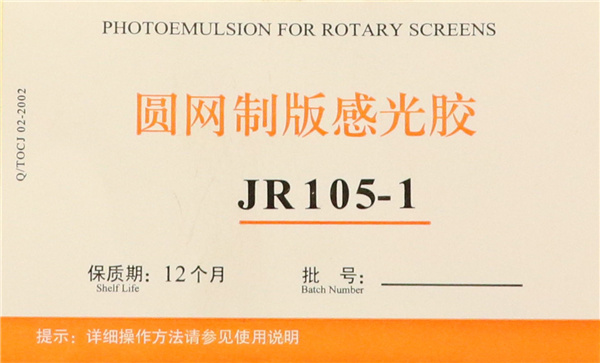 PHOTOEMULSION FOR ROTARY SCREENS
Q/TOCJ 02-2002
圆网制版感光胶
JR105-1
保质期：12个月 批 号：
Shelf Life Batch Number
提示：详细操作方法请参见使用说明